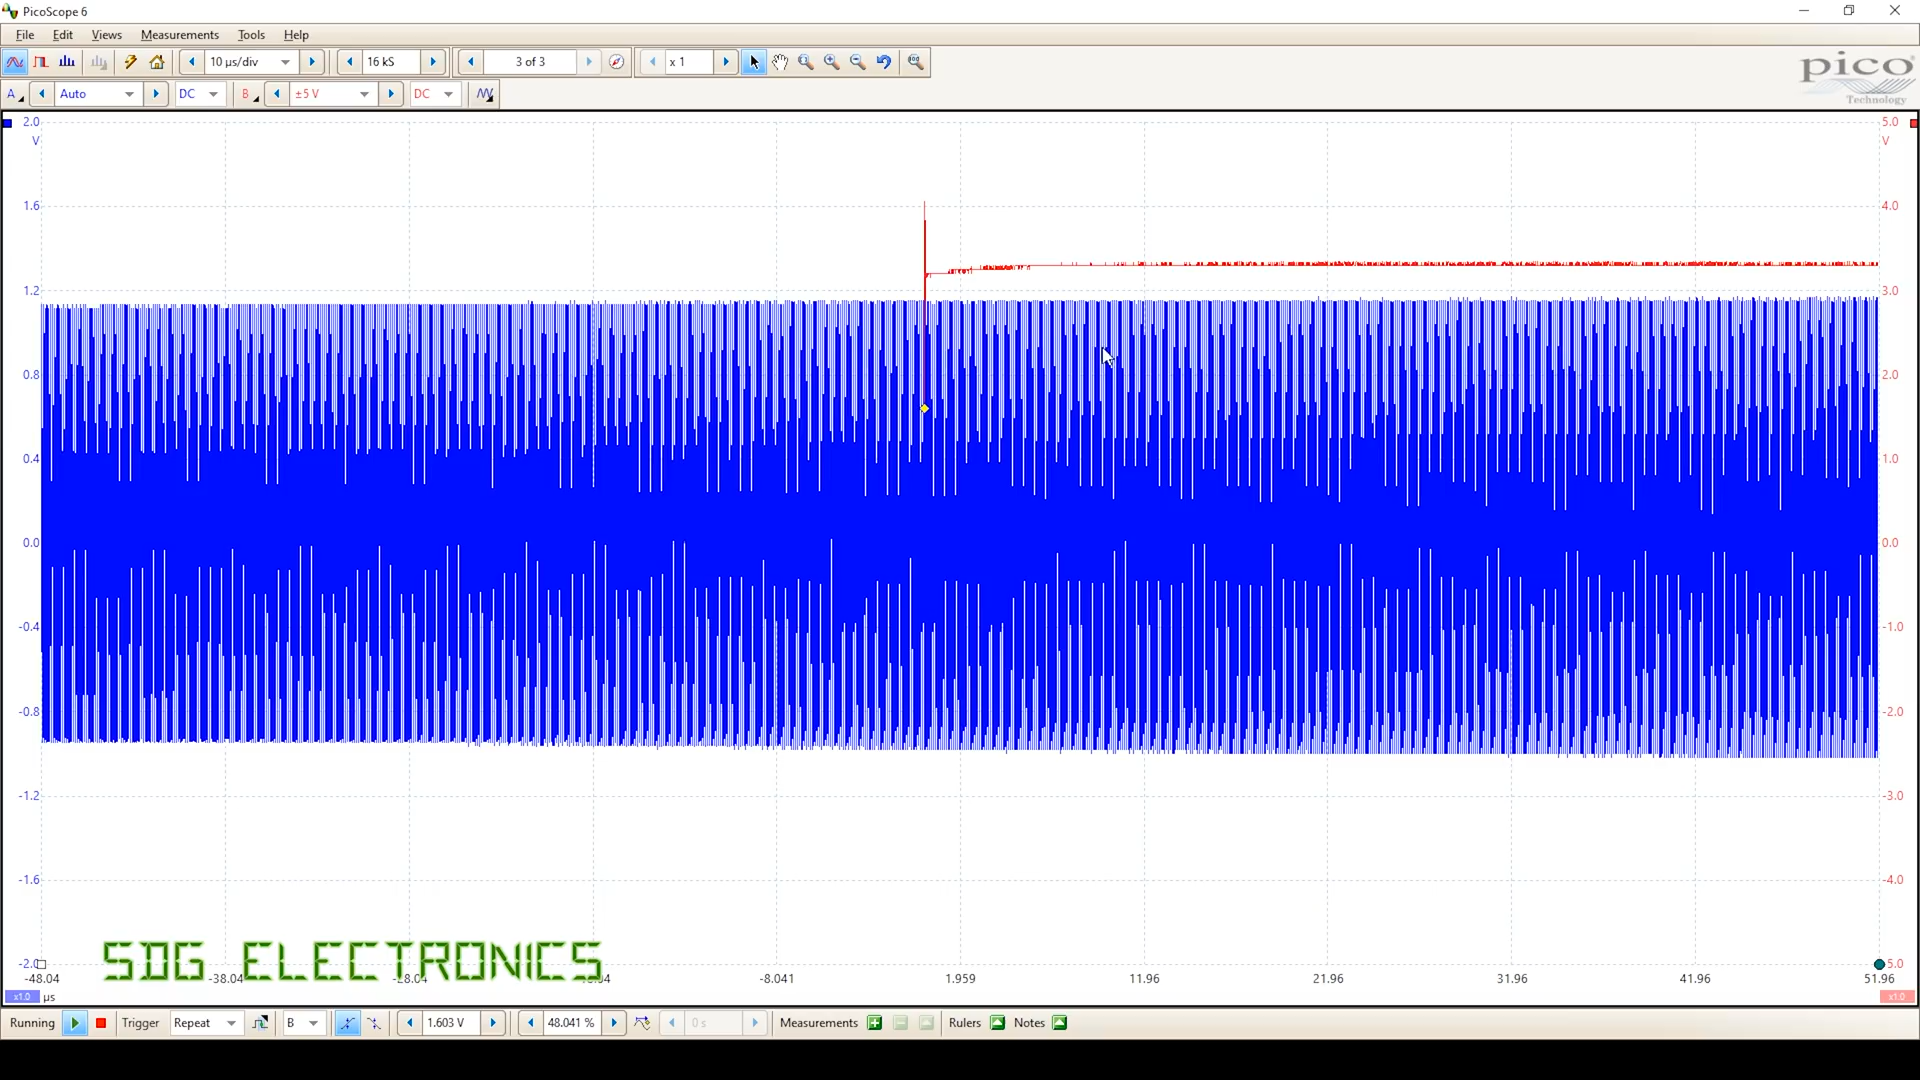 PicoScope 6
File Edit Views Measurements Tools Help
10 µs/div 16 kS 3 of 3 x 1
pico
Technology
A Auto DC B ±5 V DC
2.0 5.0
V V
1.6 4.0
1.2 3.0
0.8 2.0
0.4 1.0
0.0 0.0
-0.4 -1.0
-0.8 -2.0
-1.2 -3.0
-1.6 -4.0
SDG ELECTRONICS
-2.0 5.0
-48.04 -38.04 -28.04 -8.041 1.959 11.96 21.96 31.96 41.96 51.96
x1.0 µs x1.0
Running Trigger Repeat B 1.603 V 48.041 % 0 s Measurements Rulers Notes